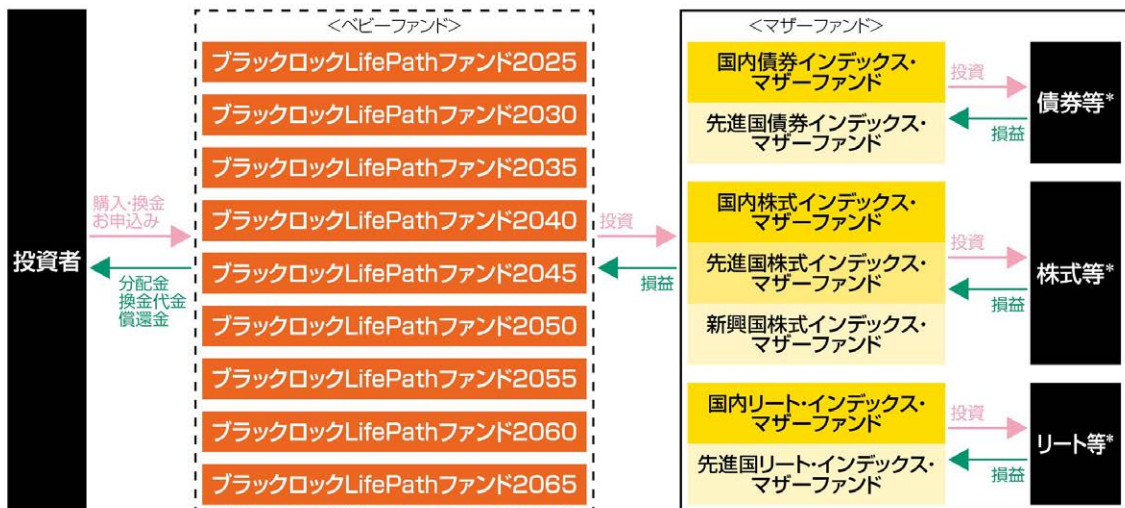 <ベビーファンド>
ブラックロックLifePathファンド2025
ブラックロックLifePathファンド2030
ブラックロックLifePathファンド2035
ブラックロックLifePathファンド2040
ブラックロックLifePathファンド2045
ブラックロックLifePathファンド2050
ブラックロックLifePathファンド2055
ブラックロックLifePathファンド2060
ブラックロックLifePathファンド2065
投資者
購入・換金
お申込み
分配金
換金代金
償還金
投資
損益
<マザーファンド>
国内債券インデックス・
マザーファンド
先進国債券インデックス・
マザーファンド
投資
損益
債券等*
国内株式インデックス・
マザーファンド
先進国株式インデックス・
マザーファンド
新興国株式インデックス・
マザーファンド
投資
損益
株式等*
国内リート・インデックス・
マザーファンド
先進国リート・インデックス・
マザーファンド
投資
損益
リート等*